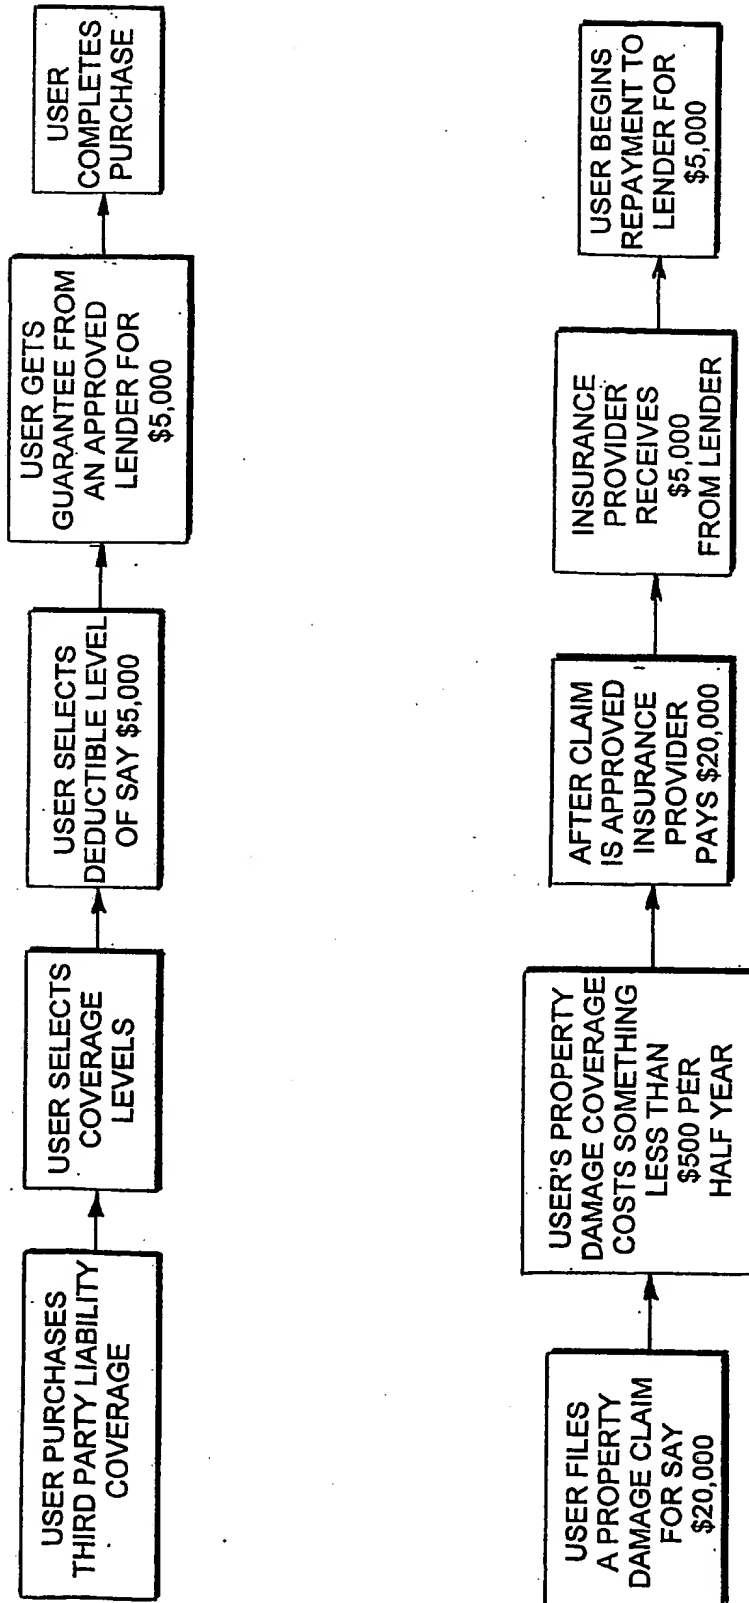 USER PURCHASES
THIRD PARTY LIABILITY
COVERAGE
USER SELECTS
COVERAGE
LEVELS
USER SELECTS
DEDUCTIBLE LEVEL
OF SAY $5,000
USER GETS
GUARANTEE FROM
AN APPROVED
LENDER FOR
$5,000
USER
COMPLETES
PURCHASE
USER FILES
A PROPERTY
DAMAGE CLAIM
FOR SAY
$20,000
USER'S PROPERTY
DAMAGE COVERAGE
COSTS SOMETHING
LESS THAN
$500 PER
HALF YEAR
AFTER CLAIM
IS APPROVED
INSURANCE
PROVIDER
PAYS $20,000
INSURANCE
PROVIDER
RECEIVES
$5,000
FROM LENDER
USER BEGINS
REPAYMENT TO
LENDER FOR
$5,000